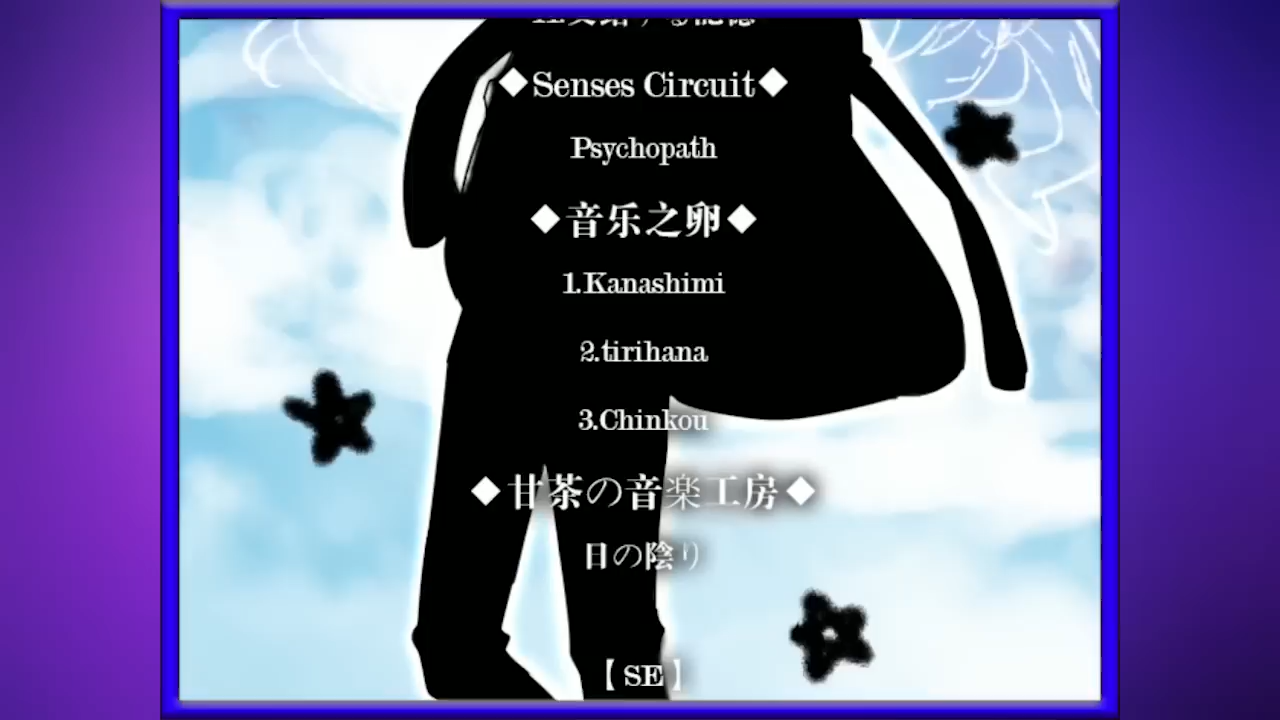 ◆Senses Circuit◆
Psychopath
◆音乐之卵◆
1.Kanashimi
2.tirihana
3.Chinkou
◆甘茶の音楽工房◆
日の陰り
【SE】